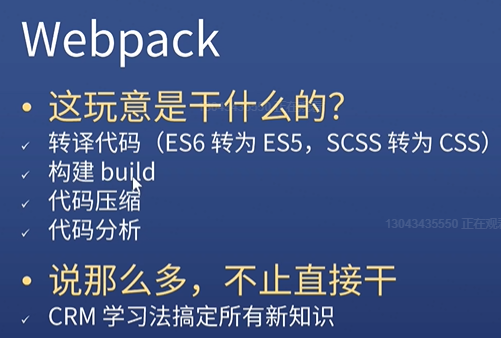 Webpack
• 这玩意是干什么的？
✓ 转译代码（ES6 转为 ES5，SCSS 转为 CSS）
✓ 构建 build
✓ 代码压缩
13043435550 正在观
✓ 代码分析
• 说那么多，不止直接干
✓ CRM 学习法搞定所有新知识